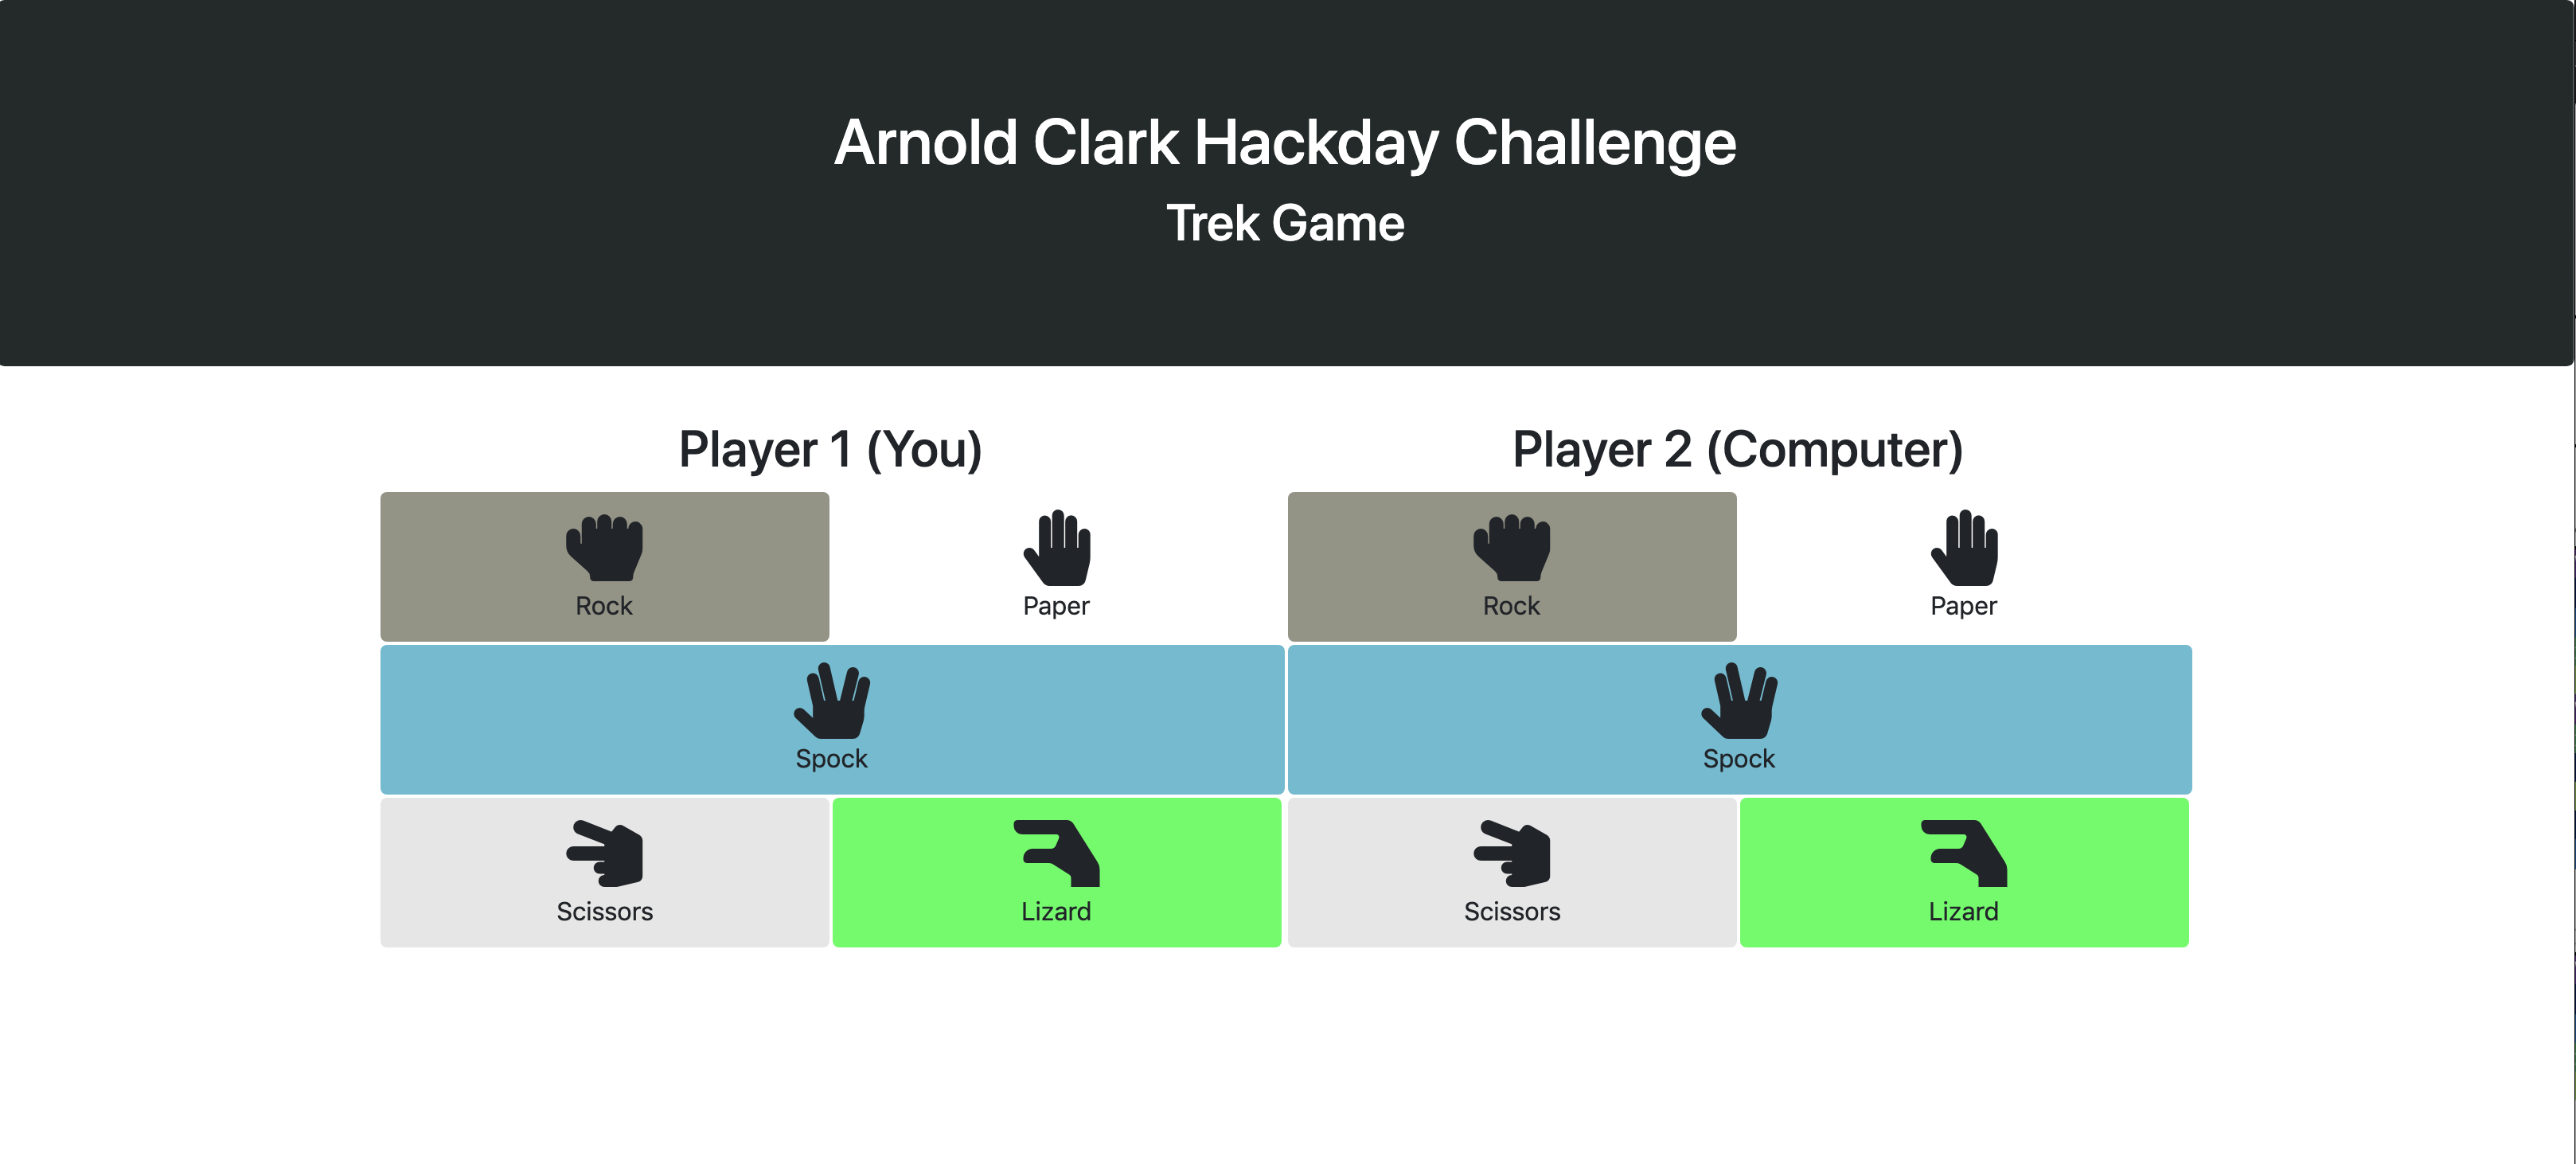 Arnold Clark Hackday Challenge
Trek Game
Player 1 (You)
Rock
Paper
Spock
Scissors
Lizard
Player 2 (Computer)
Rock
Paper
Spock
Scissors
Lizard